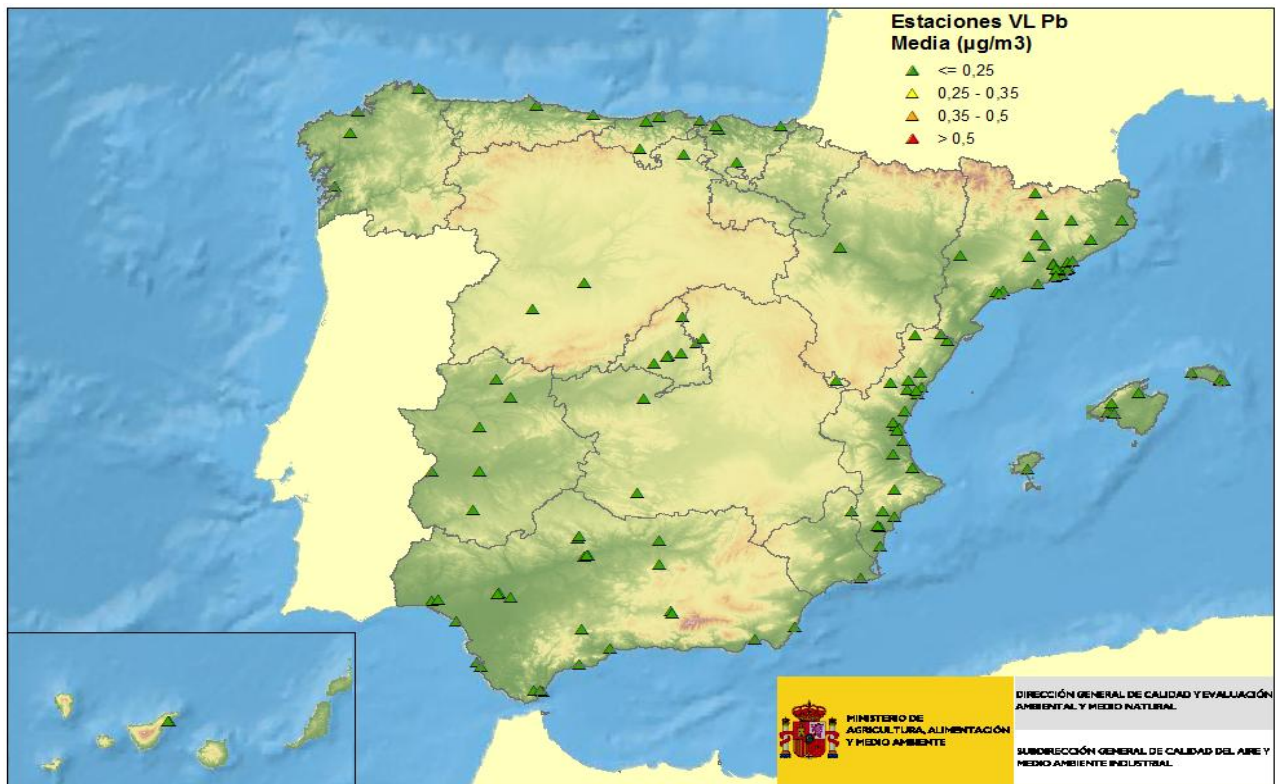 Estaciones VL Pb
Media (µg/m3)
<= 0,25
0,25 - 0,35
0,35 - 0,5
> 0,5
MINISTERIO DE
AGRICULTURA, ALIMENTACIÓN
Y MEDIO AMBIENTE
DIRECCIÓN GENERAL DE CALIDAD Y EVALUACIÓN
AMBIENTAL Y MEDIO NATURAL
SUBDIRECCIÓN GENERAL DE CALIDAD DEL AIRE Y
MEDIO AMBIENTE INDUSTRIAL